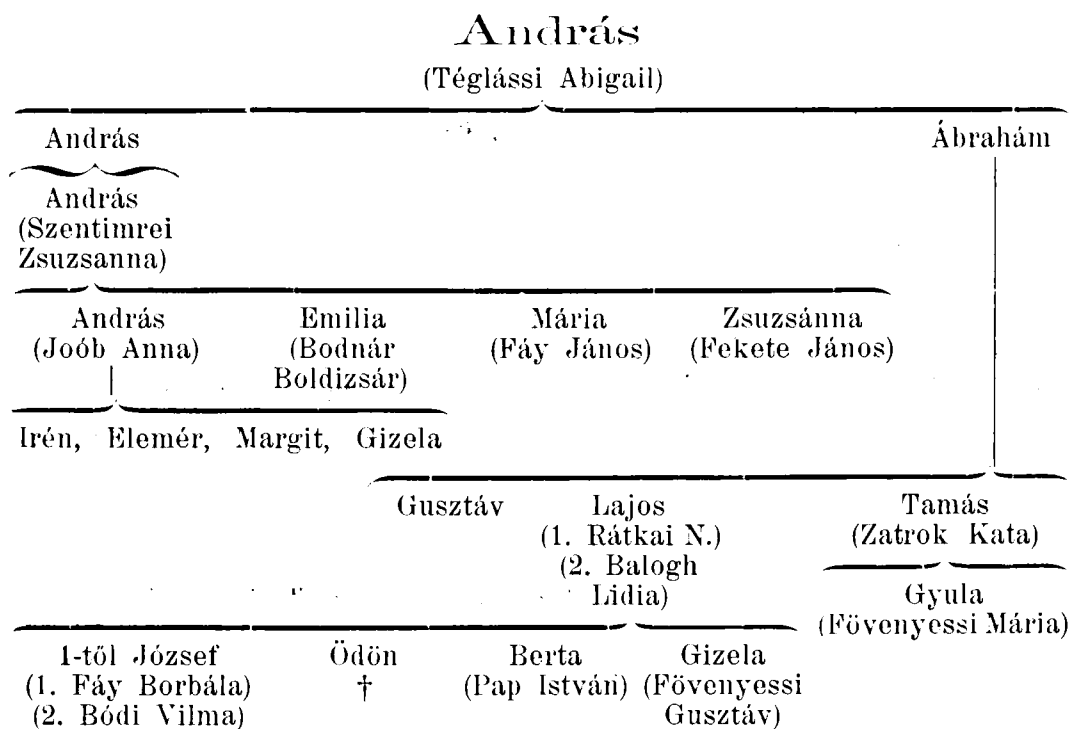 András
(Téglássi Abigail)
András Ábrahám
András
(Szentimrei
Zsuzsanna)
András Emilia Mária Zsuzsánna
(Joób Anna) (Bodnár (Fáy János) (Fekete János)
Boldizsár)
Irén, Elemér, Margit, Gizela
Gusztáv Lajos Tamás
(1. Rátkai N.) (Zatrok Kata)
(2. Balogh
Lidia) Gyula
(Fövenyessi Mária)
1-től József Ödön Berta Gizela
(1. Fáy Borbála) † (Pap István) (Fövenyessi
(2. Bódi Vilma) Gusztáv)